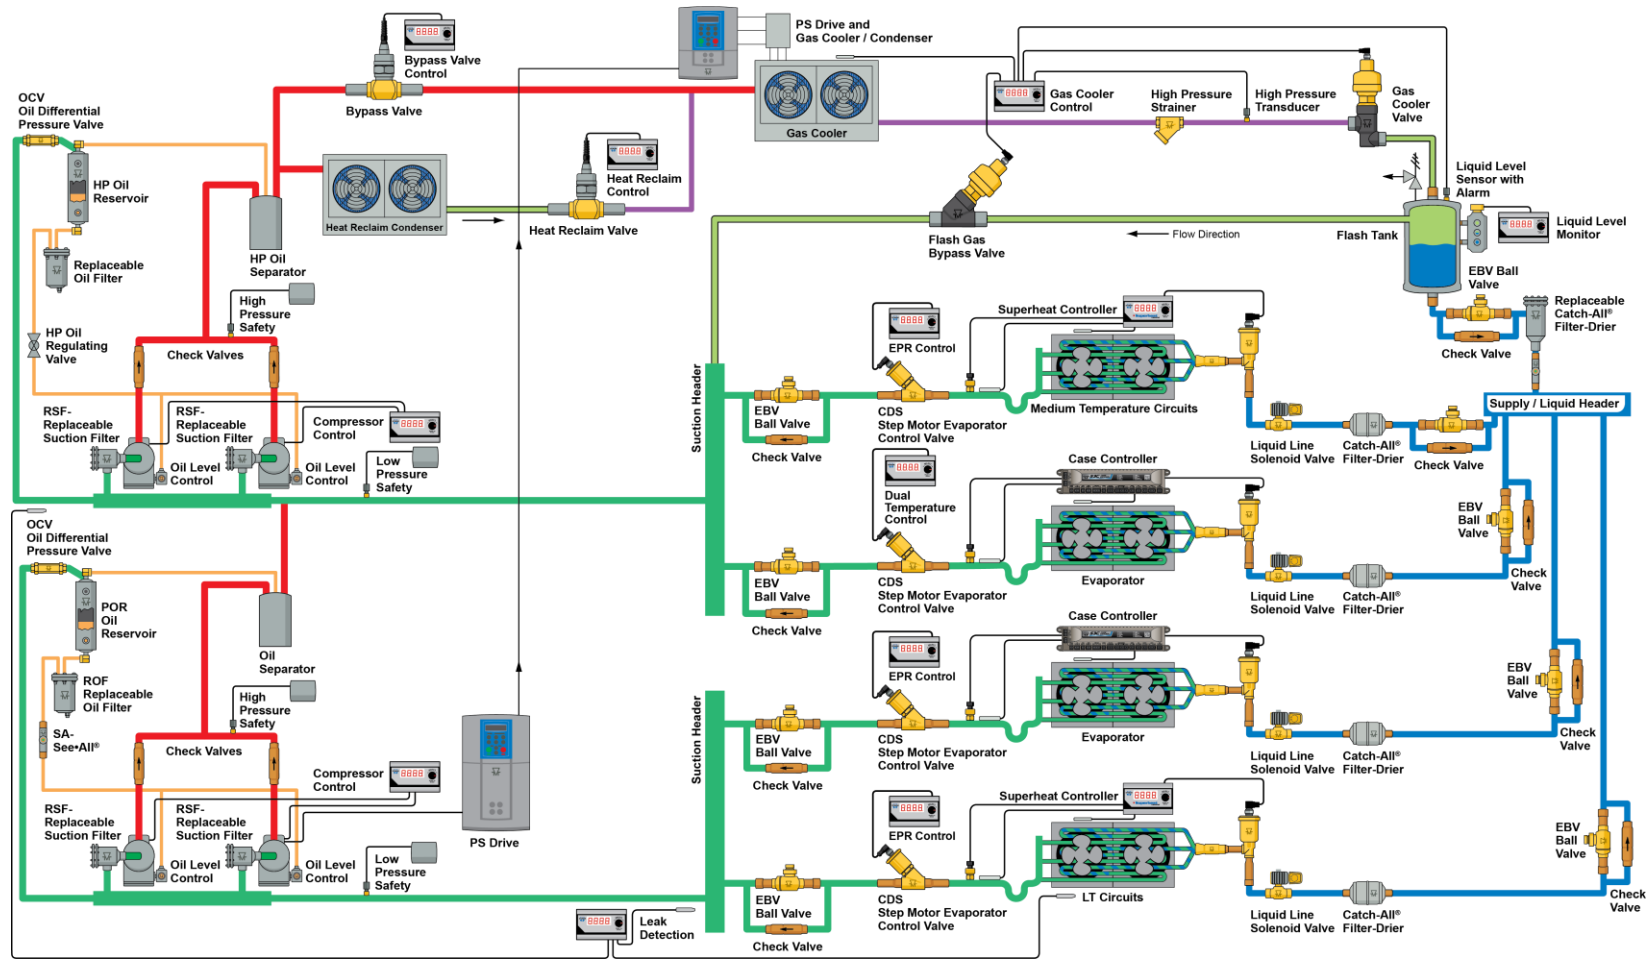 PS Drive and
Gas Cooler / Condenser
Bypass Valve
Control
Bypass Valve
OCV
Oil Differential
Pressure Valve
Gas Cooler
Gas Cooler
Control
High Pressure
Strainer
High Pressure
Transducer
Gas
Cooler
Valve
HP Oil
Reservoir
Heat Reclaim
Control
Heat Reclaim Condenser
Heat Reclaim Valve
Liquid Level
Sensor with
Alarm
Liquid Level
Monitor
Flash Tank
Flow Direction
Flash Gas
Bypass Valve
Replaceable
Oil Filter
HP Oil
Separator
High
Pressure
Safety
EBV Ball
Valve
Replaceable
Catch-All®
Filter-Drier
Check Valve
HP Oil
Regulating
Valve
Check Valves
EPR Control
Superheat Controller
Medium Temperature Circuits
Supply / Liquid Header
RSF-
Replaceable
Suction Filter
RSF-
Replaceable
Suction Filter
Compressor
Control
Oil Level
Control
Oil Level
Control
Low
Pressure
Safety
Suction Header
EBV
Ball Valve
Check Valve
CDS
Step Motor Evaporator
Control Valve
Liquid Line
Solenoid Valve
Catch-All®
Filter-Drier
Check Valve
Dual
Temperature
Control
Case Controller
Evaporator
EBV
Ball Valve
Check Valve
CDS
Step Motor Evaporator
Control Valve
Liquid Line
Solenoid Valve
Catch-All®
Filter-Drier
EBV
Ball
Valve
Check
Valve
OCV
Oil Differential
Pressure Valve
POR
Oil
Reservoir
Oil
Separator
ROF
Replaceable
Oil Filter
High
Pressure
Safety
SA-
See•All®
Check Valves
Case Controller
EPR Control
Evaporator
Suction Header
EBV
Ball Valve
Check Valve
CDS
Step Motor Evaporator
Control Valve
Liquid Line
Solenoid Valve
Catch-All®
Filter-Drier
EBV
Ball
Valve
Check
Valve
Compressor
Control
RSF-
Replaceable
Suction Filter
RSF-
Replaceable
Suction Filter
Oil Level
Control
Oil Level
Control
Low
Pressure
Safety
PS Drive
Superheat Controller
EPR Control
LT Circuits
EBV
Ball Valve
Check Valve
CDS
Step Motor Evaporator
Control Valve
Liquid Line
Solenoid Valve
Catch-All®
Filter-Drier
EBV
Ball
Valve
Check
Valve
Leak
Detection